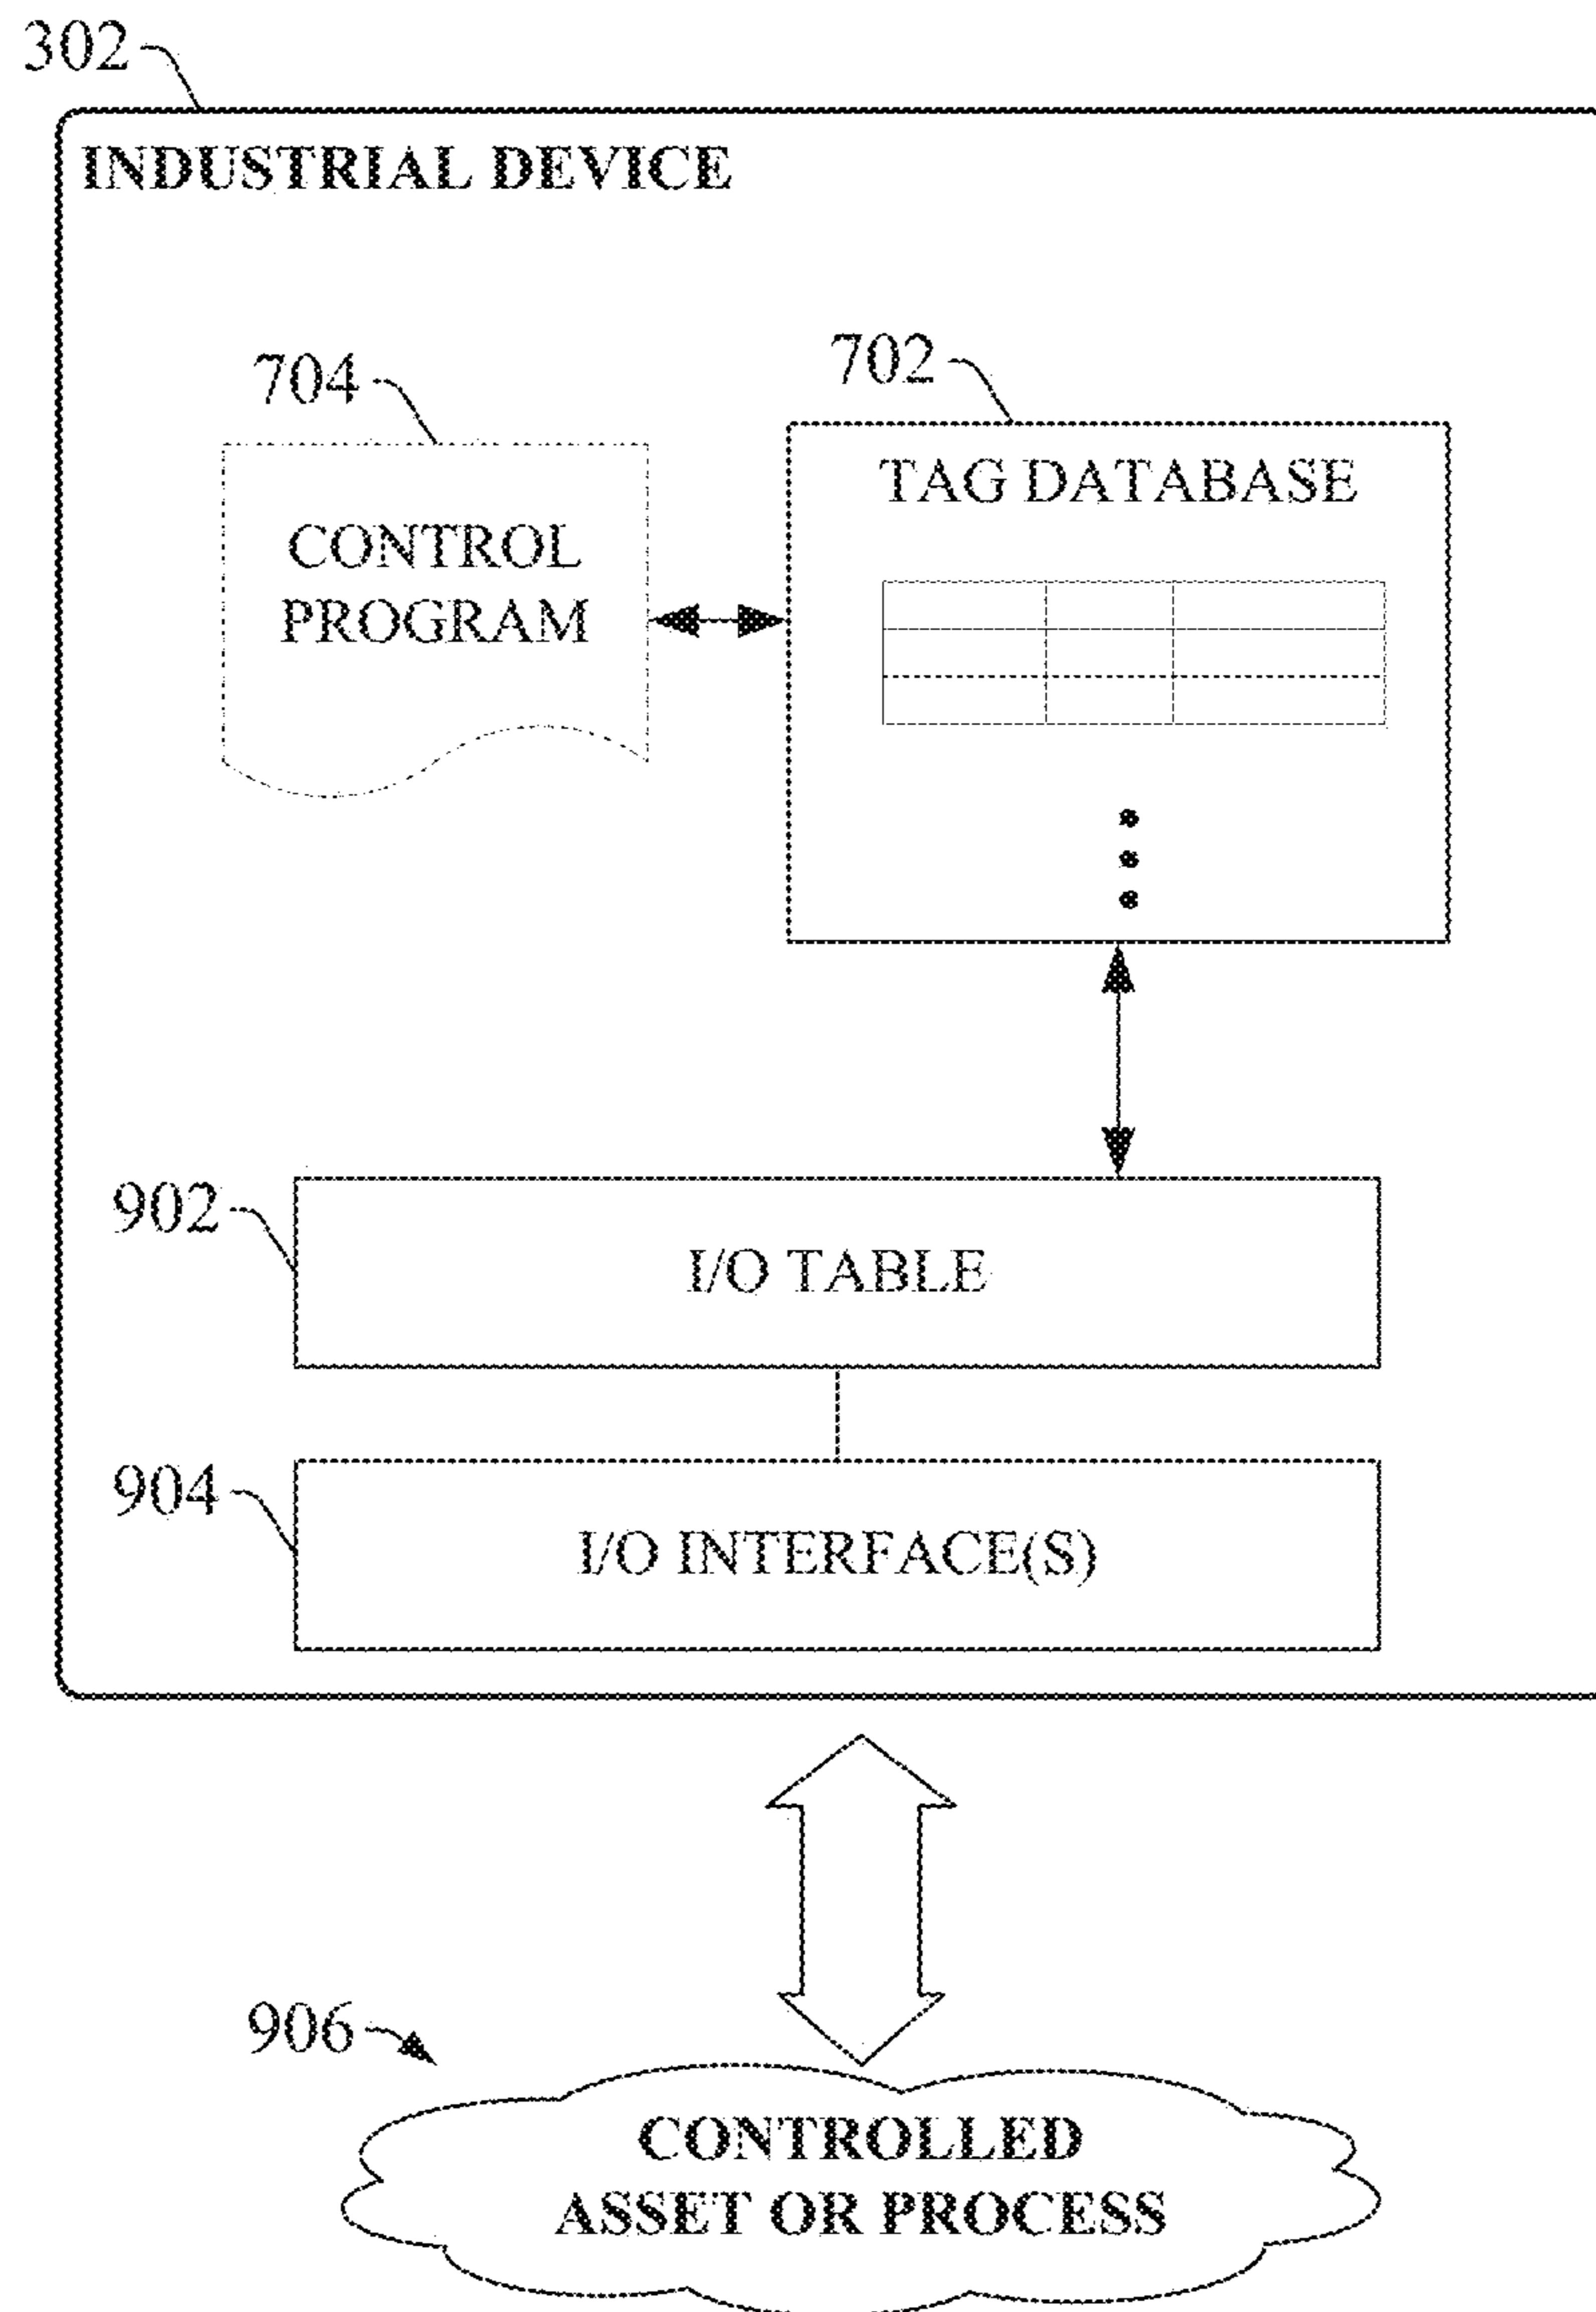 302
INDUSTRIAL DEVICE
704
702
CONTROL
PROGRAM
TAG DATABASE
902
I/O TABLE
904
I/O INTERFACE(S)
906
CONTROLLED
ASSET OR PROCESS